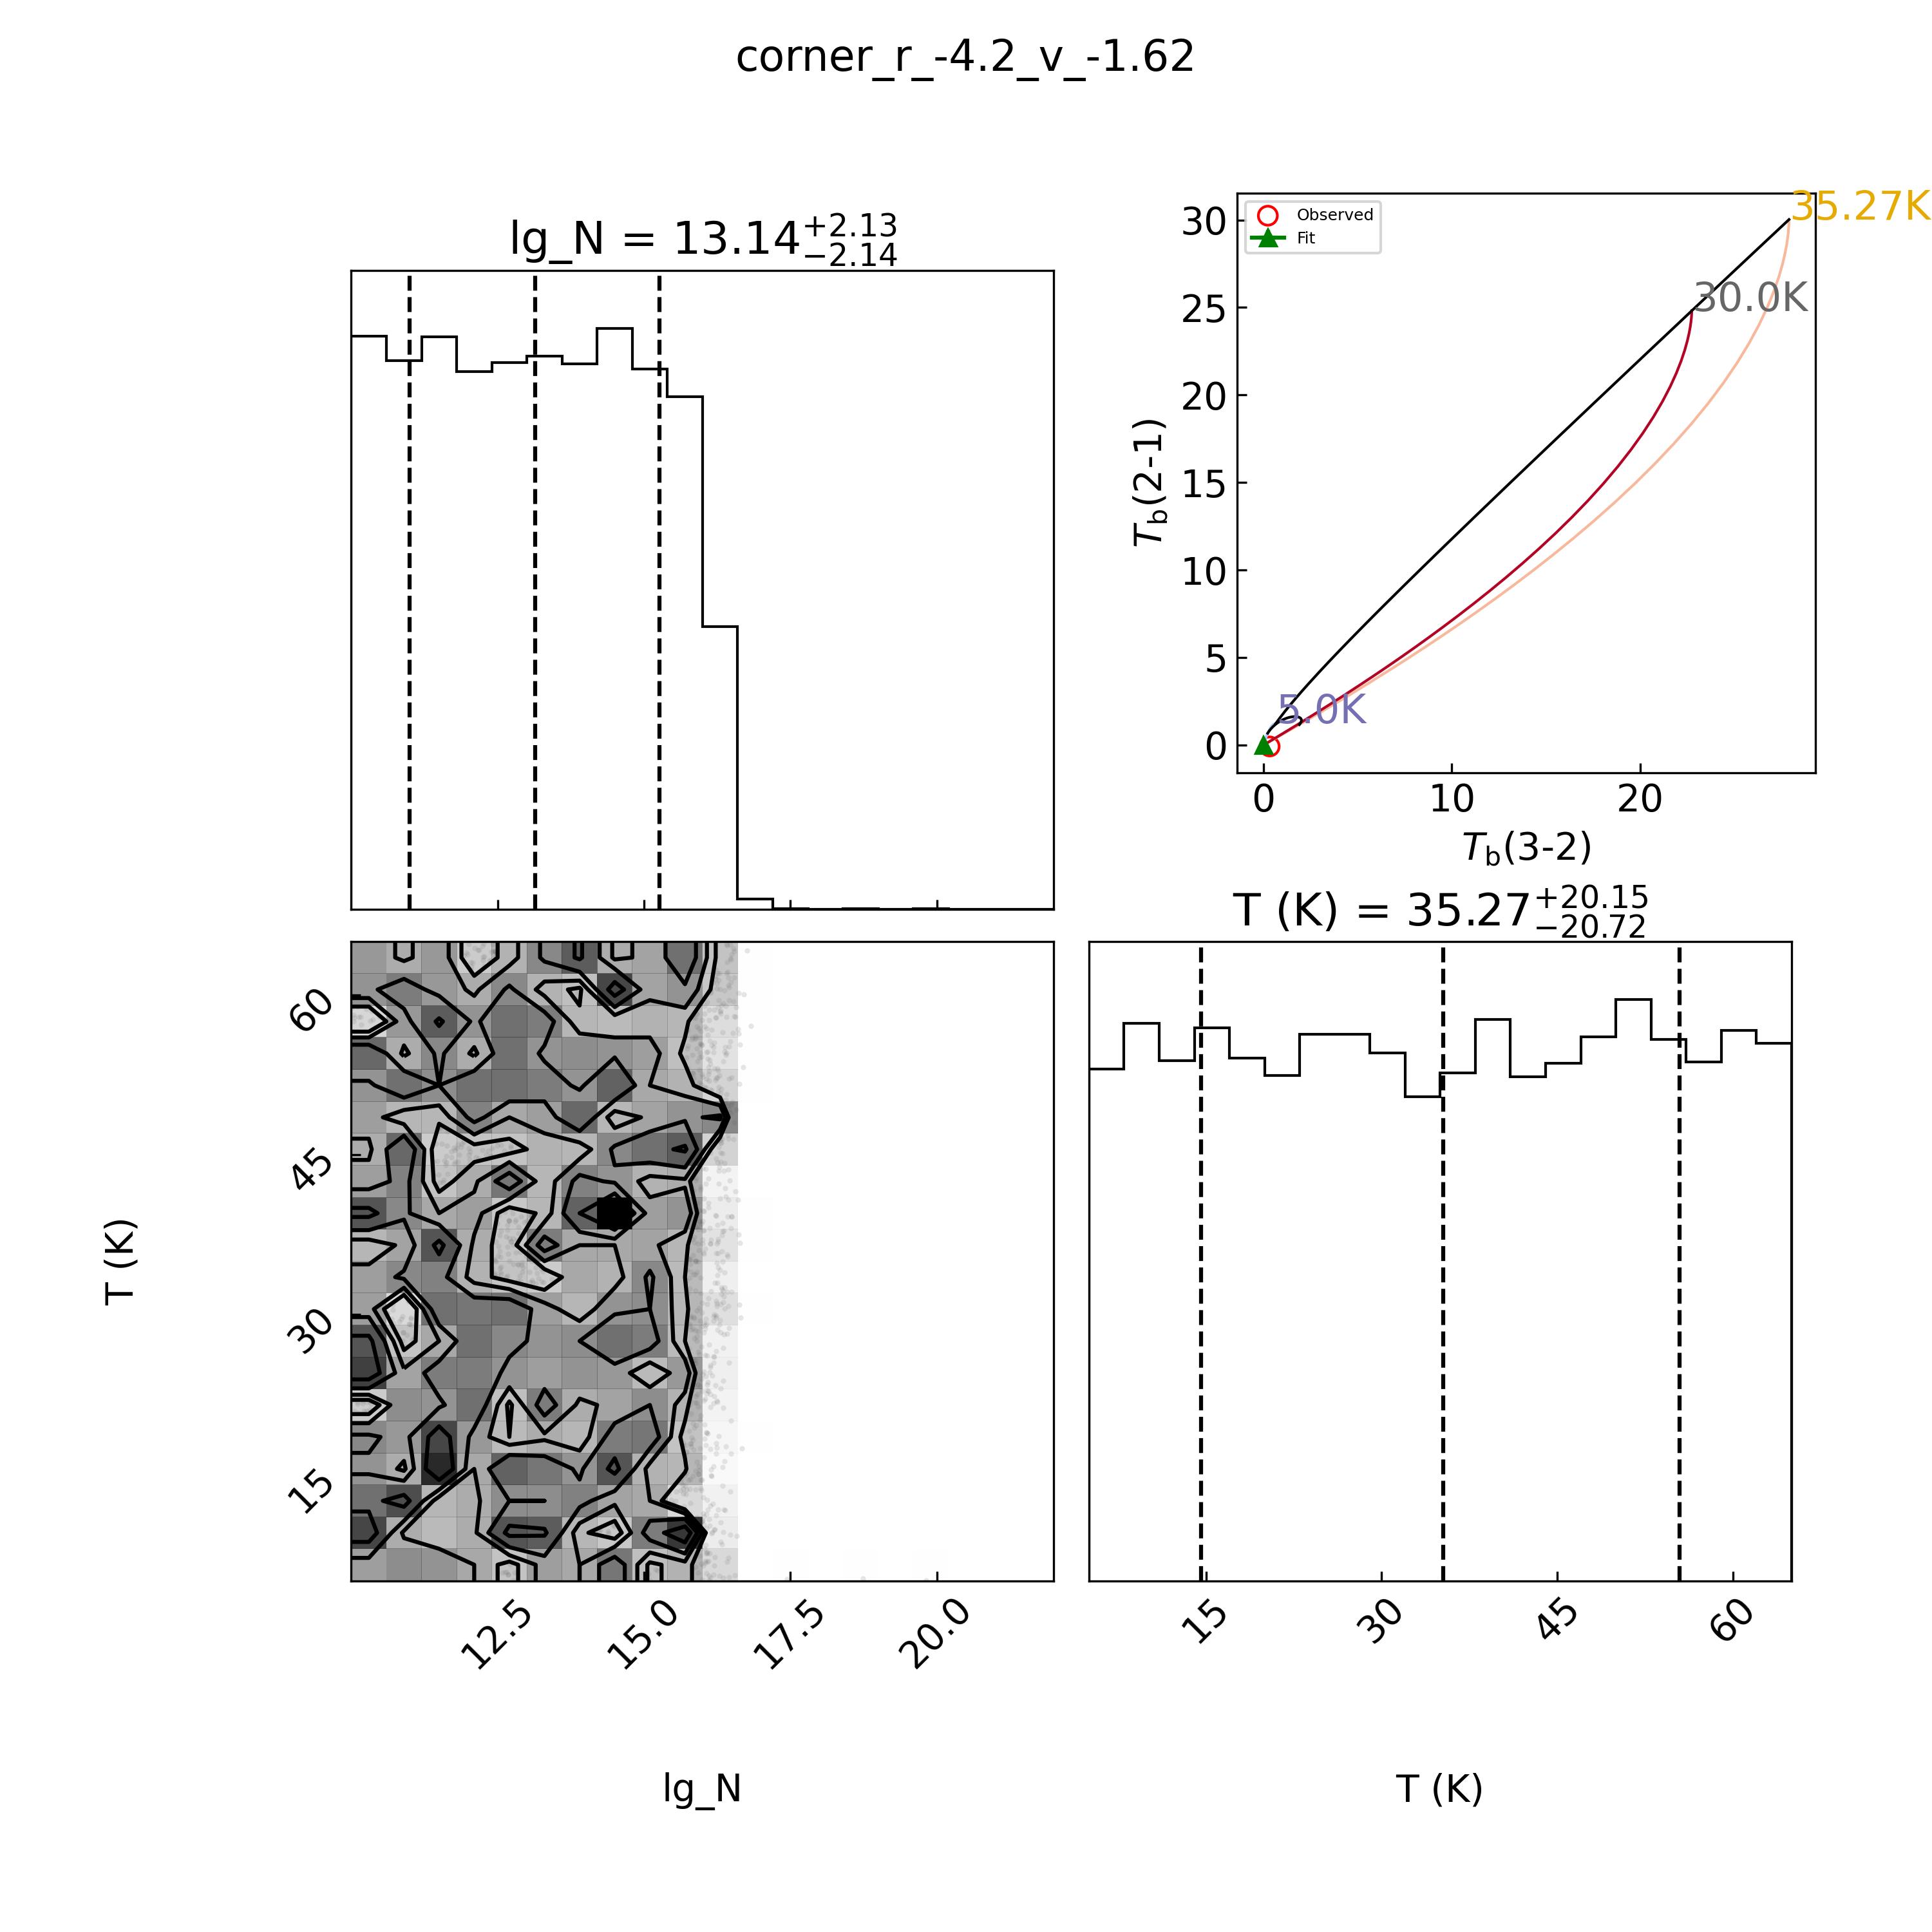 corner_r_-4.2_v_-1.62
lg_N = 13.14+2.13−2.14
35.27K
30
Observed
Fit
25
30.0K
20
T_b(2-1)
15
10
5
5.0K
0
0 10 20
T_b(3-2)
T (K) = 35.27+20.15−20.72
60
45
T (K)
30
15
12.5 15.0 17.5 20.0
15 30 45 60
lg_N
T (K)